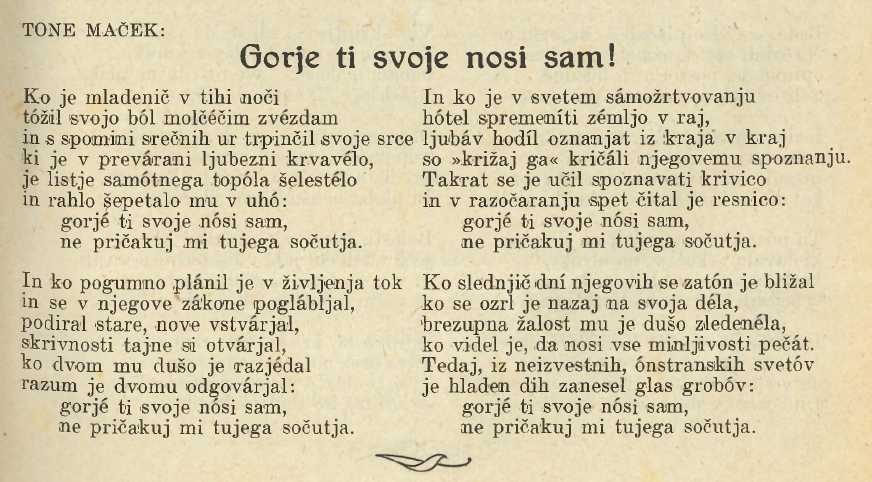 TONE MAČEK:
Gorje ti svoje nosi sam!
Ko je mladenič v tihi noči
tóžil svojo ból molčéčim zvézdam
in s spomini srečnih ur trpinčil svoje srce
ki je v prevárani ljubezni krvavélo,
je listje samótnega topóla šelestélo
in rahlo šepetalo mu v uhó:
gorjé ti svoje nósi sam,
ne pričakuj mi tujega sočutja.
In ko pogumno plánil je v življenja tok
in se v njegove zákone poglábljal,
podiral stare, nove vstvárjal,
skrivnosti tajne si otvárjal,
ko dvom mu dušo je razjédal
razum je dvomu odgovárjal:
gorjé ti svoje nósi sam,
ne pričakuj mi tujega sočutja.
In ko je v svetem sámožrtvovanju
hótel spremeníti zémljo v raj,
ljubáv hodíl oznanjat iz kraja v kraj
so »križaj ga« kričáli njegovemu spoznanju.
Takrat se je učil spoznavati krivico
in v razočaranju spet čital je resnico:
gorjé ti svoje nósi sam,
ne pričakuj mi tujega sočutja.
Ko slednjič dní njegovih se zatón je bližal
ko se ozrl je nazaj na svoja déla,
brezupna žalost mu je dušo zledenéla,
ko videl je, da nosi vse minljivosti pečát.
Tedaj, iz neizvestnih, ónstranskih svetóv
je hladen dih zanesel glas grobóv:
gorjé ti svoje nósi sam,
ne pričakuj mi tujega sočutja.